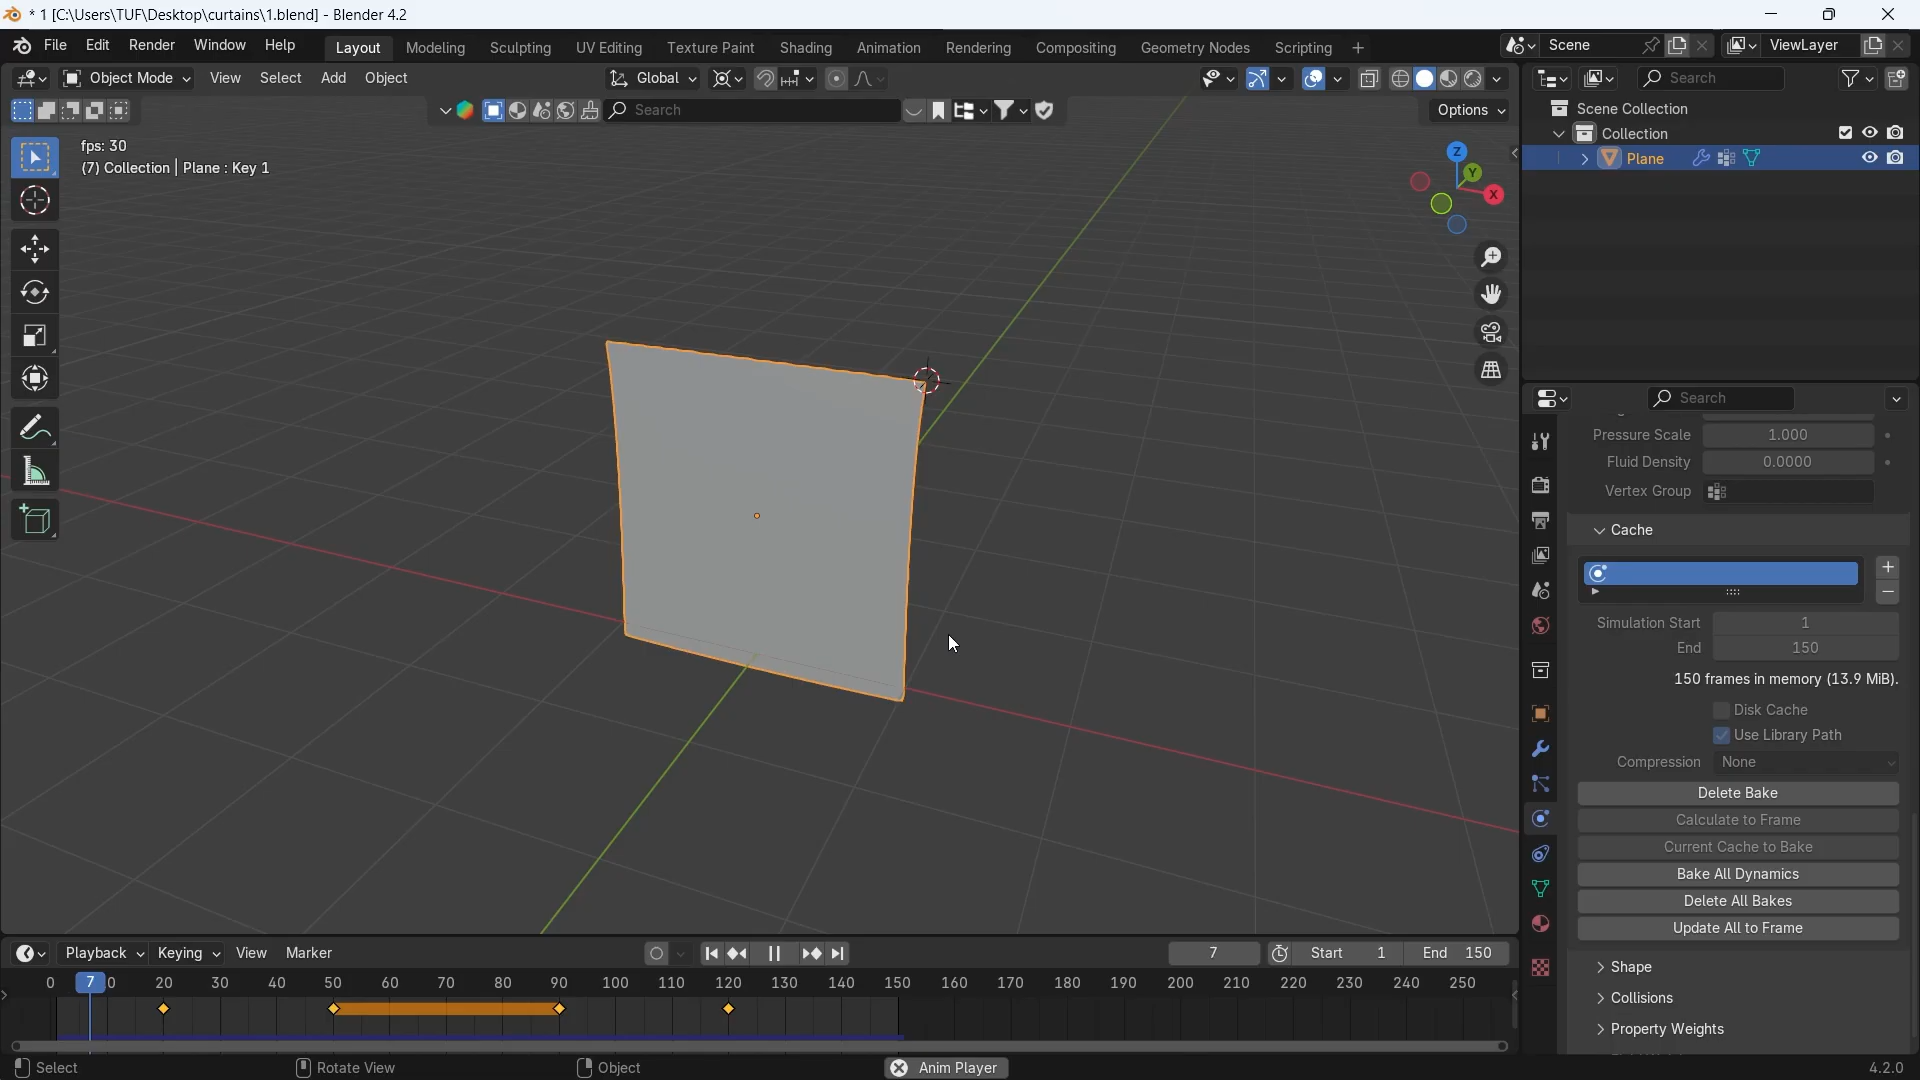 * 1 [C:\Users\TUF\Desktop\curtains\1.blend] - Blender 4.2
File Edit Render Window Help Layout Modeling Sculpting UV Editing Texture Paint Shading Animation Rendering Compositing Geometry Nodes Scripting + Scene ViewLayer
Object Mode View Select Add Object Global Search
Search Options
Scene Collection
Collection
Plane
fps: 30
(7) Collection | Plane : Key 1
Z
Y
X
Search
Pressure Scale 1.000
Fluid Density 0.0000
Vertex Group
Cache
Simulation Start 1
End 150
150 frames in memory (13.9 MiB).
Disk Cache
Use Library Path
Compression None
Delete Bake
Calculate to Frame
Current Cache to Bake
Bake All Dynamics
Delete All Bakes
Update All to Frame
Shape
Collisions
Property Weights
Playback Keying View Marker 7 Start 1 End 150
0 7 20 30 40 50 60 70 80 90 100 110 120 130 140 150 160 170 180 190 200 210 220 230 240 250
Select Rotate View Object Anim Player 4.2.0